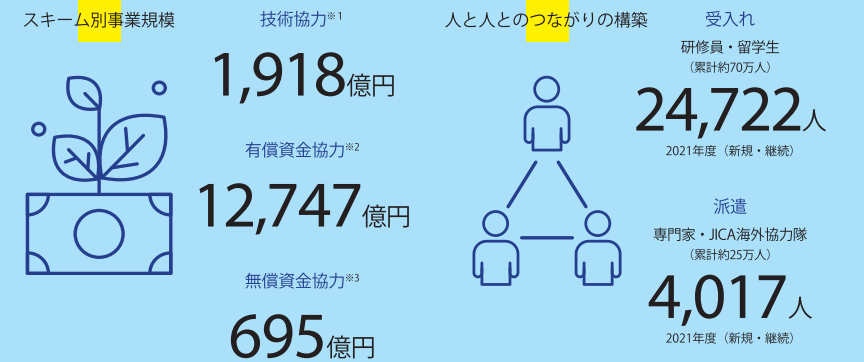 スキーム別事業規模
技術協力※1
1,918億円
有償資金協力※2
12,747億円
無償資金協力※3
695億円
人と人とのつながりの構築
受入れ
研修員・留学生
（累計約70万人）
24,722人
2021年度（新規・継続）
派遣
専門家・JICA海外協力隊
（累計約25万人）
4,017人
2021年度（新規・継続）